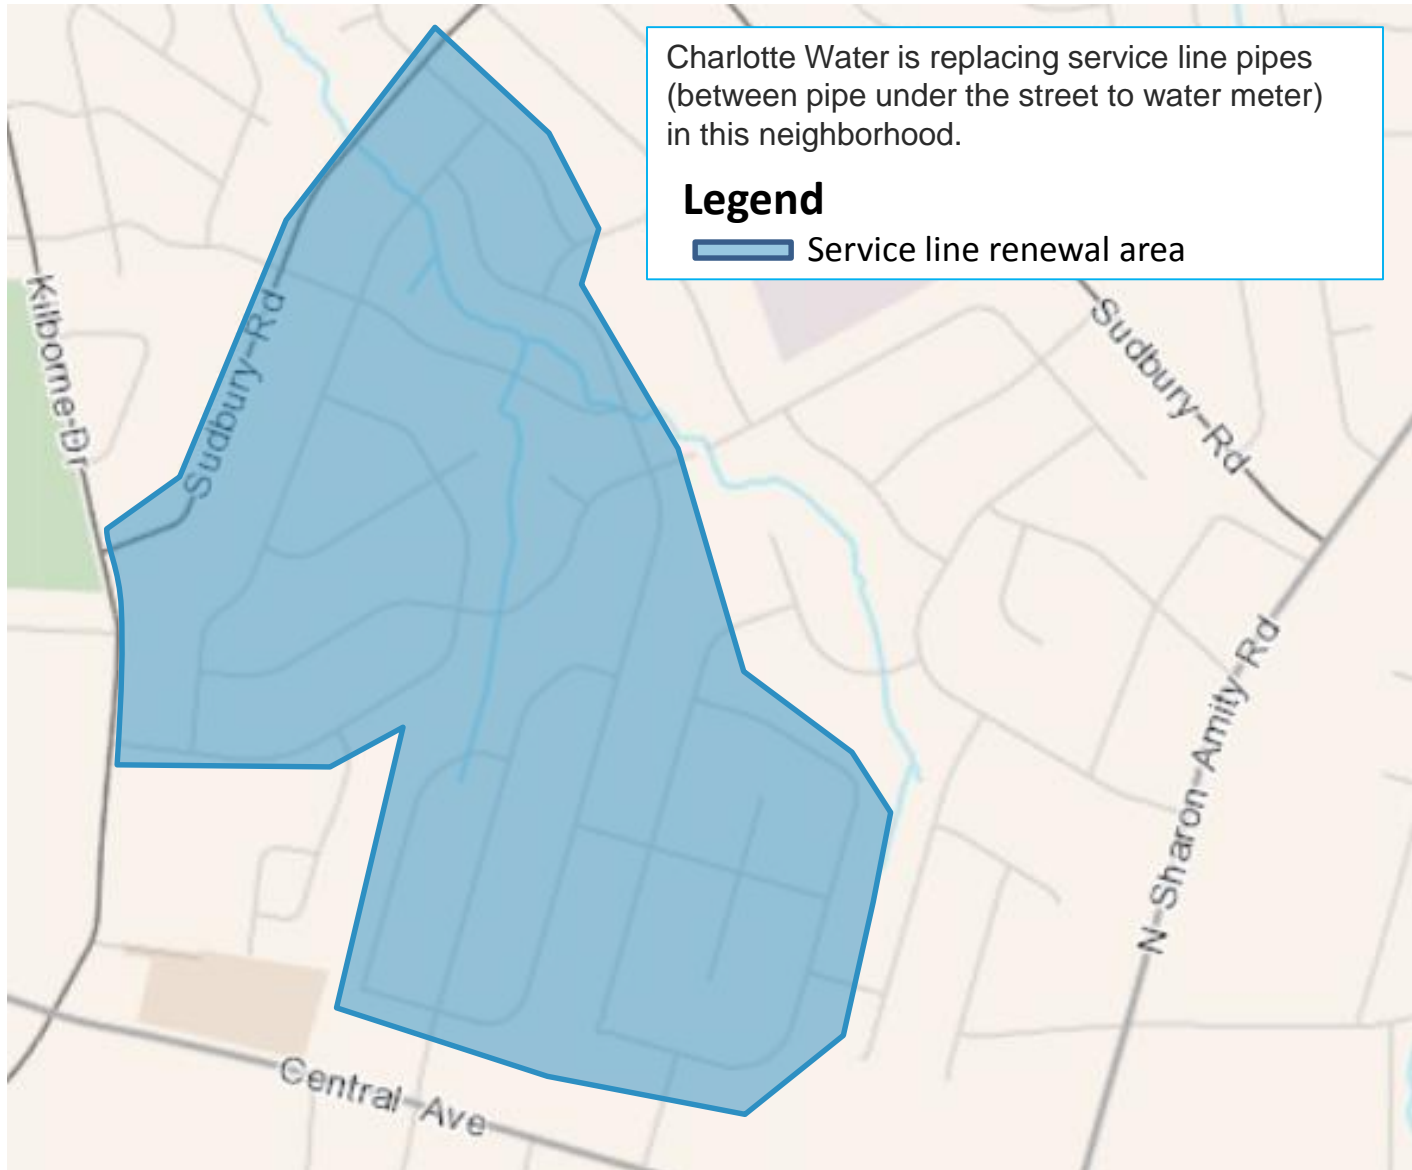 Charlotte Water is replacing service line pipes
(between pipe under the street to water meter)
in this neighborhood.
Legend
Service line renewal area
Kilborne-Dr
Sudbury-Rd
Sudbury-Rd
N-Sharon-Amity-Rd
Central-Ave